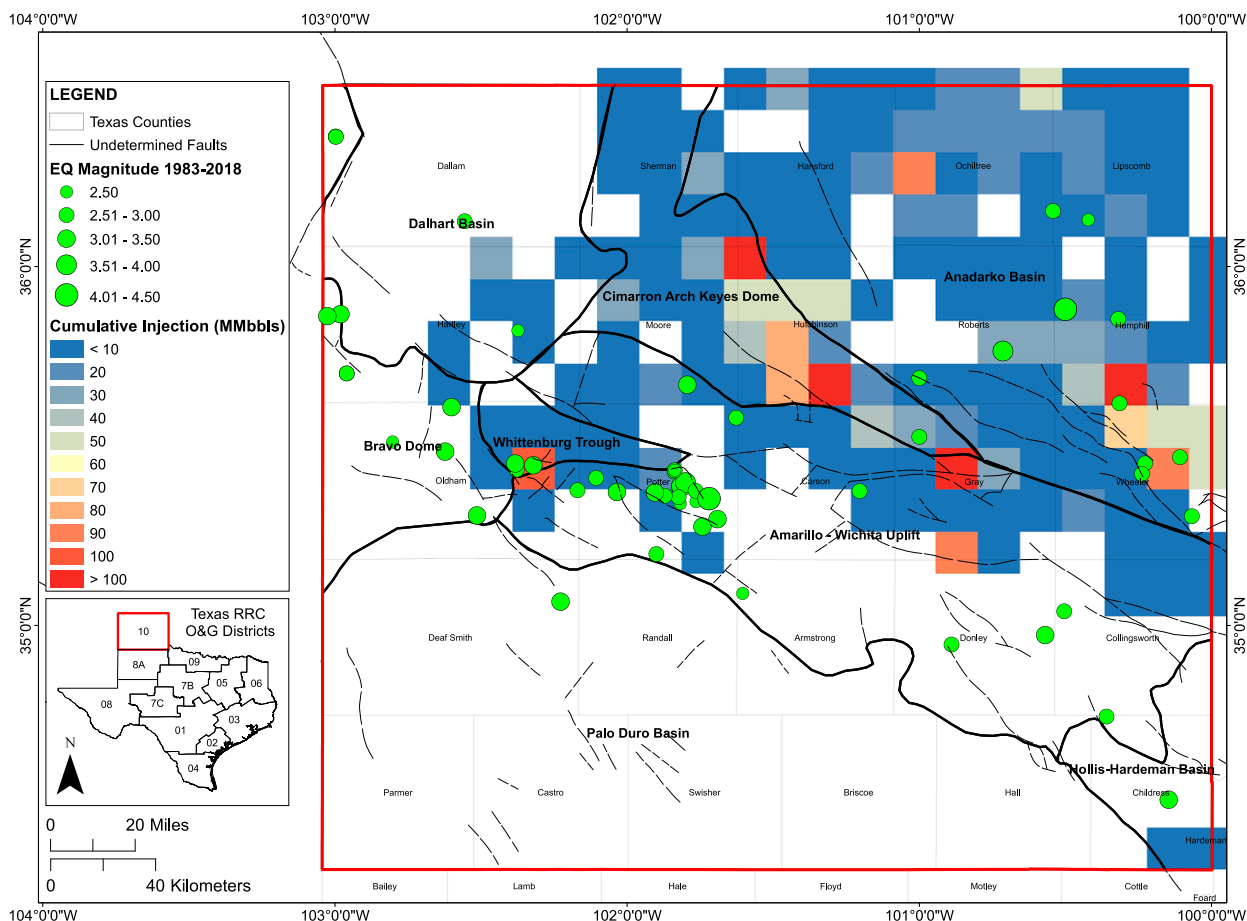 104°0'0"W 103°0'0"W 102°0'0"W 101°0'0"W 100°0'0"W
LEGEND
Texas Counties
Undetermined Faults
EQ Magnitude 1983-2018
2.50
2.51 - 3.00
3.01 - 3.50
3.51 - 4.00
4.01 - 4.50
Cumulative Injection (MMbbls)
< 10
20
30
40
50
60
70
80
90
100
> 100
Texas RRC
O&G Districts
10
8A
09
7B
05
06
08
7C
03
01
02
04
N
0 20 Miles
0 40 Kilometers
36°0'0"N
35°0'0"N
Dallam Sherman Hansford Ochiltree Lipscomb
Dalhart Basin
Anadarko Basin
Cimarron Arch Keyes Dome
Hartley Moore Hutchinson Roberts Hemphill
Bravo Dome Whittenburg Trough
Oldham Potter Carson Gray Wheeler
Amarillo - Wichita Uplift
Deaf Smith Randall Armstrong Donley Collingsworth
Palo Duro Basin
Hollis-Hardeman Basin
Parmer Castro Swisher Briscoe Hall Childress
Hardeman
Bailey Lamb Hale Floyd Motley Cottle
Foard
36°0'0"N
35°0'0"N
104°0'0"W 103°0'0"W 102°0'0"W 101°0'0"W 100°0'0"W